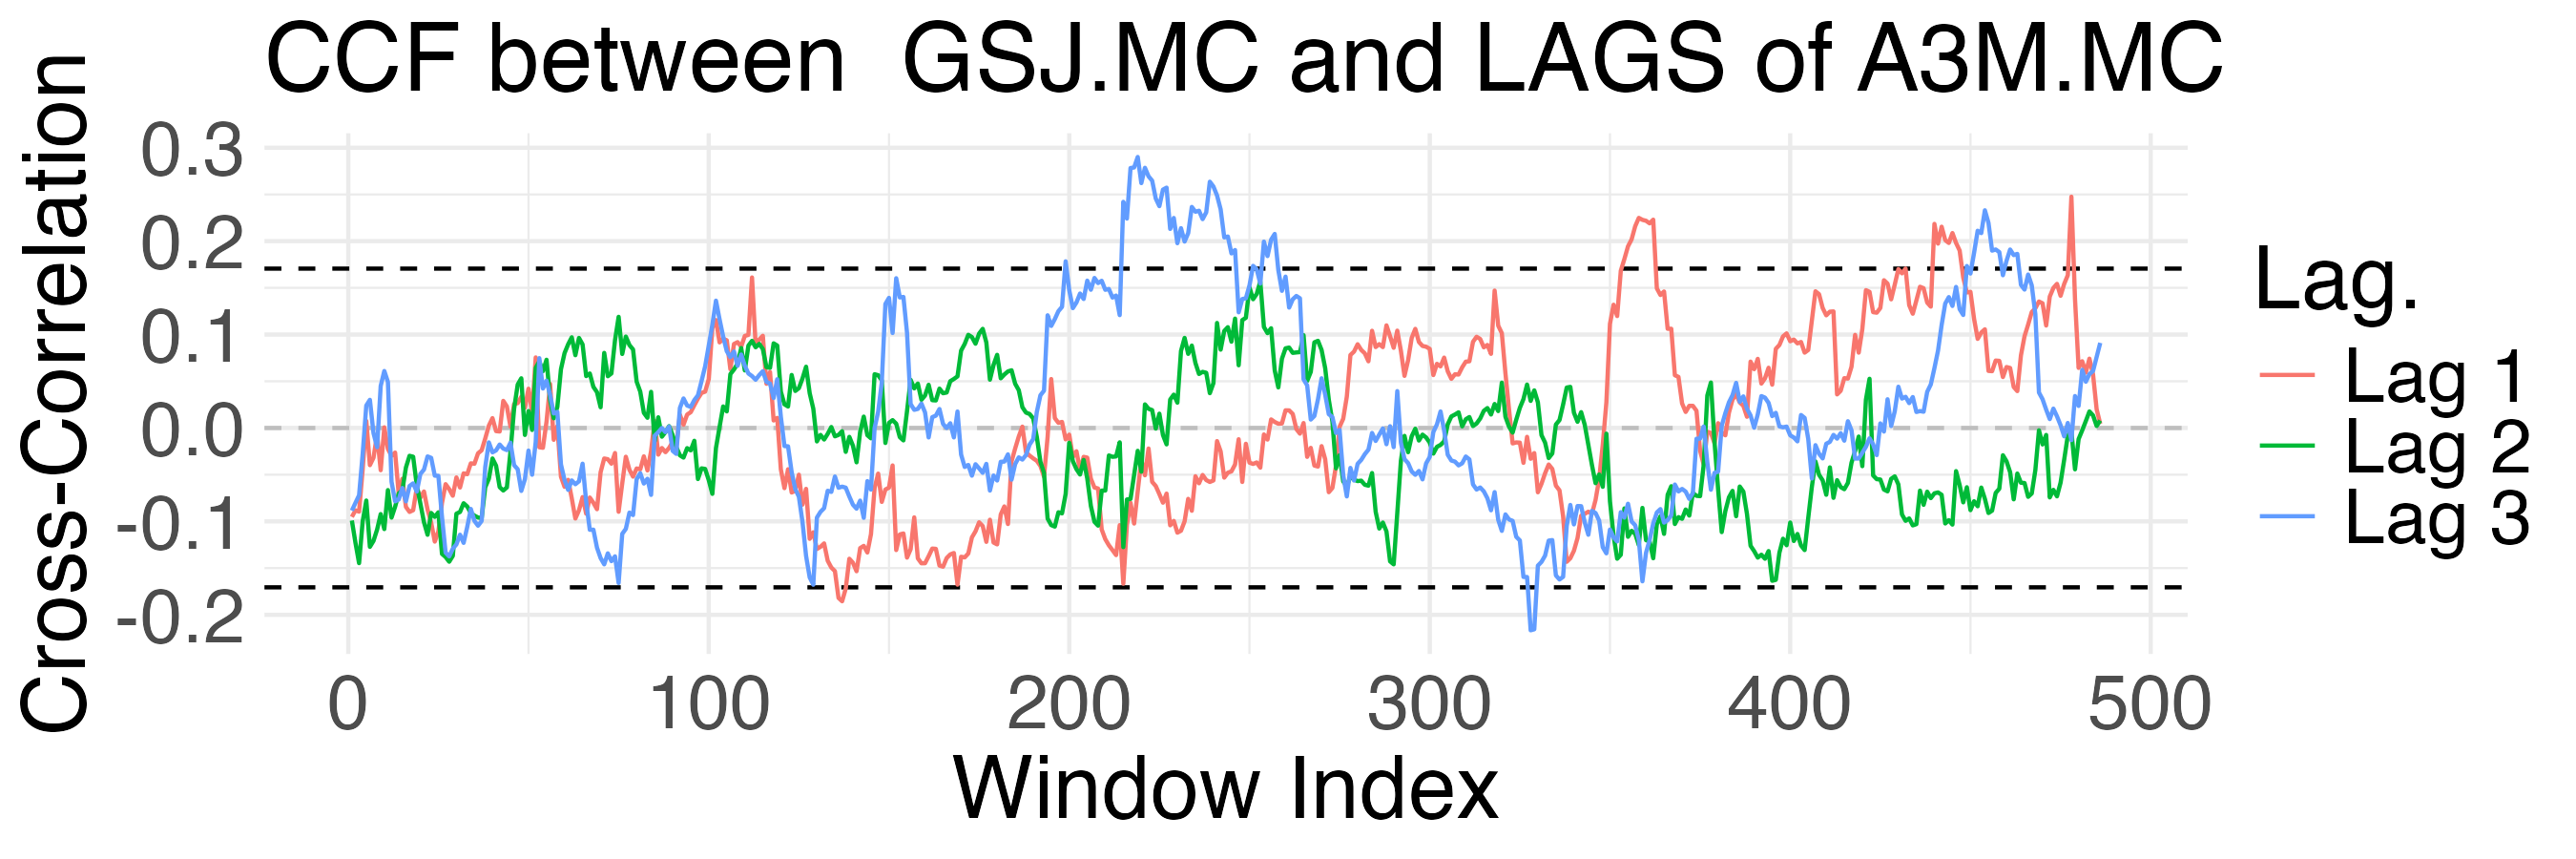 CCF between  GSJ.MC and LAGS of A3M.MC
Cross-Correlation
0.3
0.2
0.1
0.0
-0.1
-0.2
0 100 200 300 400 500
Window Index
Lag.
Lag 1
Lag 2
Lag 3